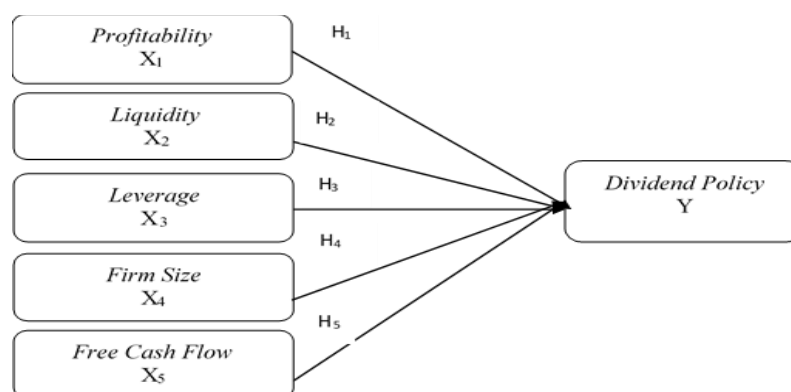 Profitability
X₁
H₁
Liquidity
X₂
H₂
Leverage
X₃
H₃
Dividend Policy
Y
Firm Size
X₄
H₄
Free Cash Flow
X₅
H₅